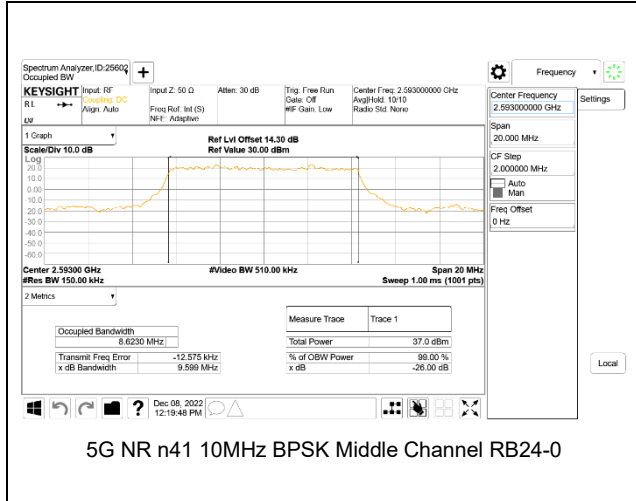 Spectrum Analyzer,ID:25602
Occupied BW
KEYSIGHT
RL
Input: RF
Coupling: DC
Align: Auto
Input Z: 50 Ω
Freq Ref: Int (S)
NFE: Adaptive
Atten: 30 dB
Trig: Free Run
Gate: Off
#IF Gain: Low
Center Freq: 2.593000000 GHz
Avg|Hold: 10/10
Radio Std: None
1 Graph
Scale/Div 10.0 dB
Ref Lvl Offset 14.30 dB
Ref Value 30.00 dBm
Log
20.0
10.0
0.00
-10.0
-20.0
-30.0
-40.0
-50.0
-60.0
Center 2.59300 GHz
#Res BW 150.00 kHz
#Video BW 510.00 kHz
Span 20 MHz
Sweep 1.00 ms (1001 pts)
2 Metrics
Occupied Bandwidth
8.6230 MHz
Transmit Freq Error -12.575 kHz
x dB Bandwidth 9.599 MHz
Measure Trace Trace 1
Total Power 37.0 dBm
% of OBW Power 99.00 %
x dB -26.00 dB
Dec 08, 2022
12:19:48 PM
Frequency
Center Frequency
2.593000000 GHz
Settings
Span
20.000 MHz
CF Step
2.000000 MHz
Auto
Man
Freq Offset
0 Hz
Local
5G NR n41 10MHz BPSK Middle Channel RB24-0